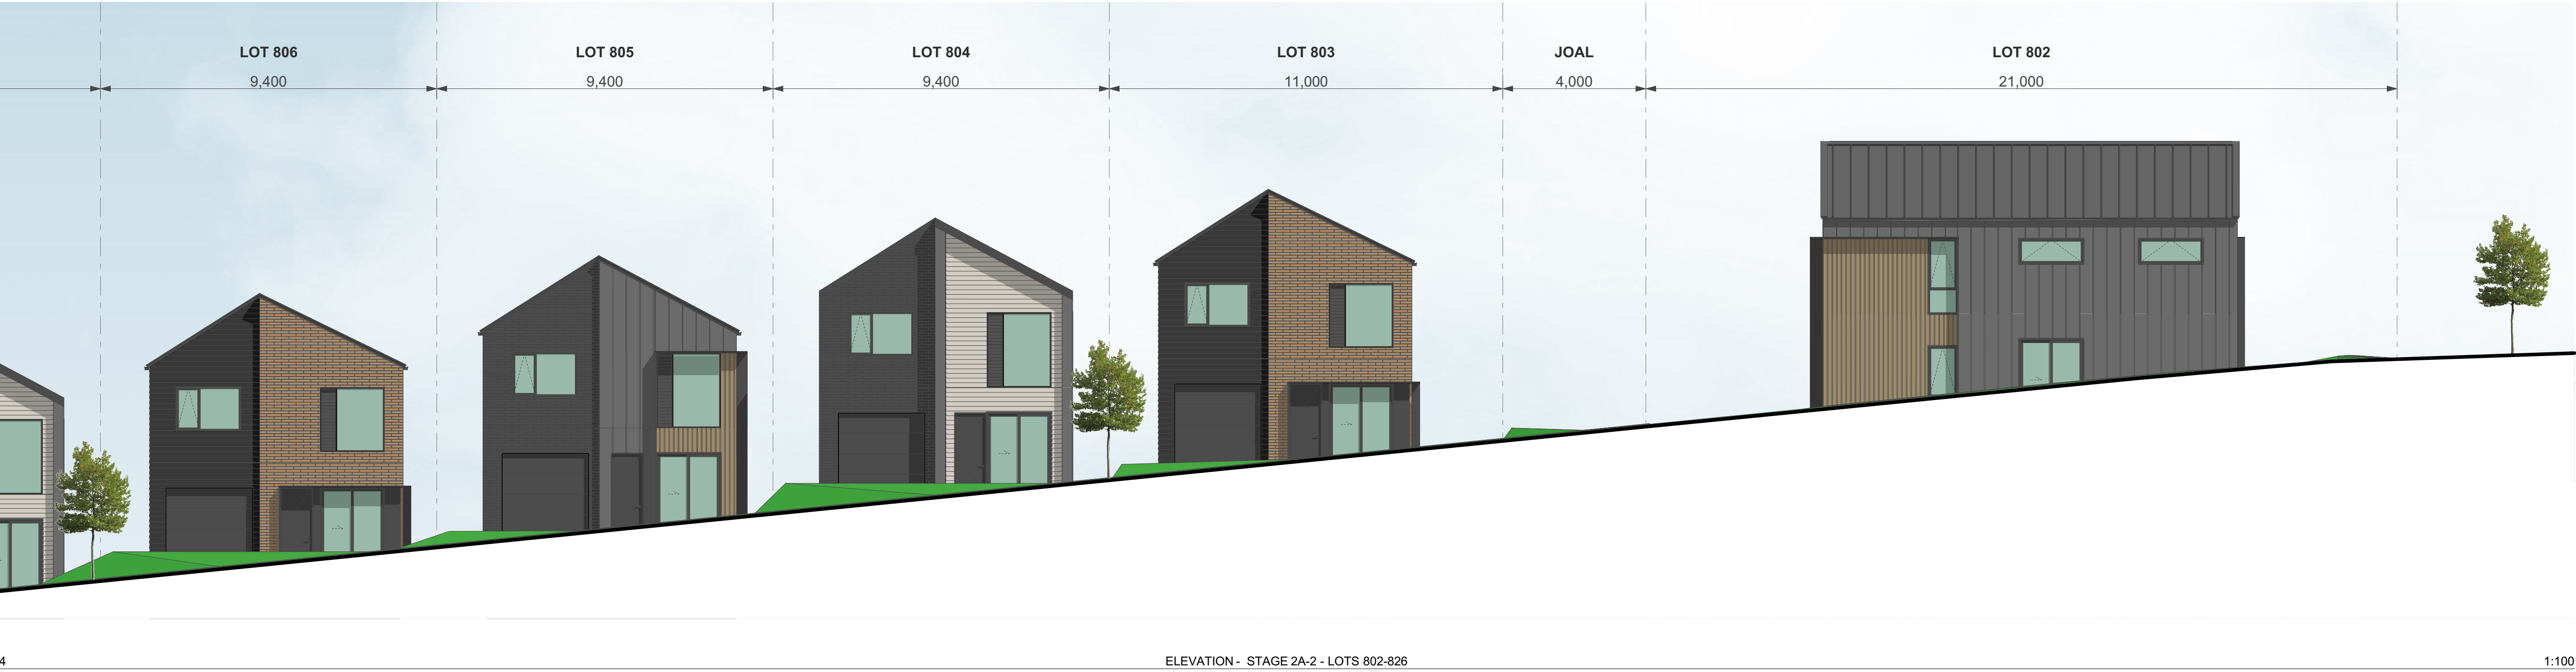 LOT 806
LOT 805
LOT 804
LOT 803
JOAL
LOT 802
9,400
9,400
9,400
11,000
4,000
21,000
4
ELEVATION - STAGE 2A-2 - LOTS 802-826
1:100